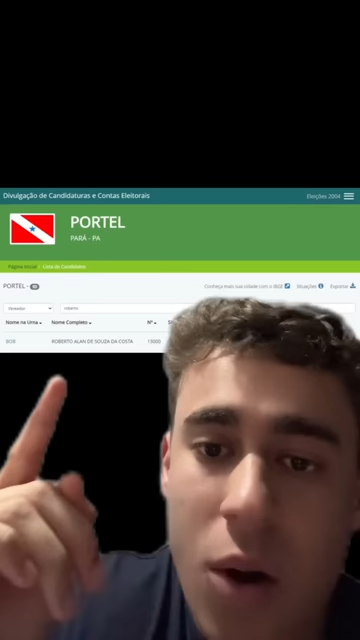 Divulgação de Candidaturas e Contas Eleitorais
Eleições 2004
PORTEL
PARÁ - PA
Página Inicial / Lista de Candidatos
PORTEL -
Conheça mais sua cidade com o IBGE
Situações
Exportar
Vereador
roberto
Nome na Urna
Nome Completo
Nº
BOB
ROBERTO ALAN DE SOUZA DA COSTA
13000